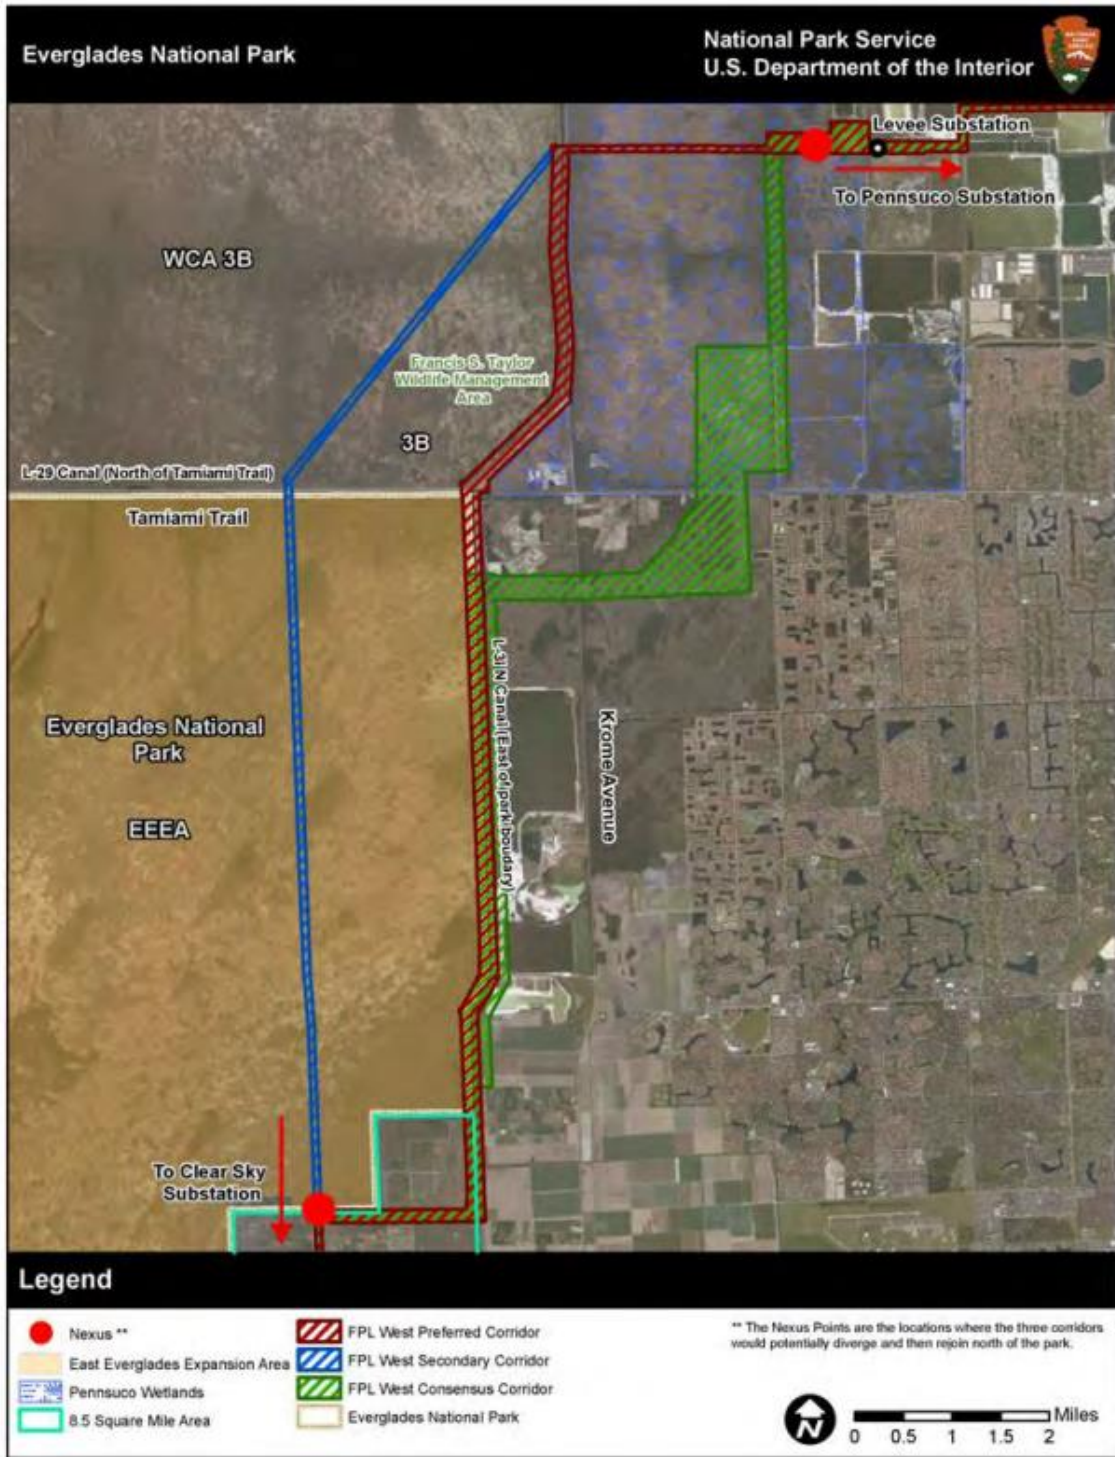 Everglades National Park
National Park Service
U.S. Department of the Interior
Levee Substation
To Pennsuco Substation
WCA 3B
Francis S. Taylor
Wildlife Management
Area
3B
L-29 Canal (North of Tamiami Trail)
Tamiami Trail
L-31 N Canal (East of park boudary)
Krome Avenue
Everglades National
Park
EEEA
To Clear Sky
Substation
Legend
Nexus **
East Everglades Expansion Area
Pennsuco Wetlands
8.5 Square Mile Area
FPL West Preferred Corridor
FPL West Secondary Corridor
FPL West Consensus Corridor
Everglades National Park
** The Nexus Points are the locations where the three corridors
would potentially diverge and then rejoin north of the park.
N
Miles
0 0.5 1 1.5 2